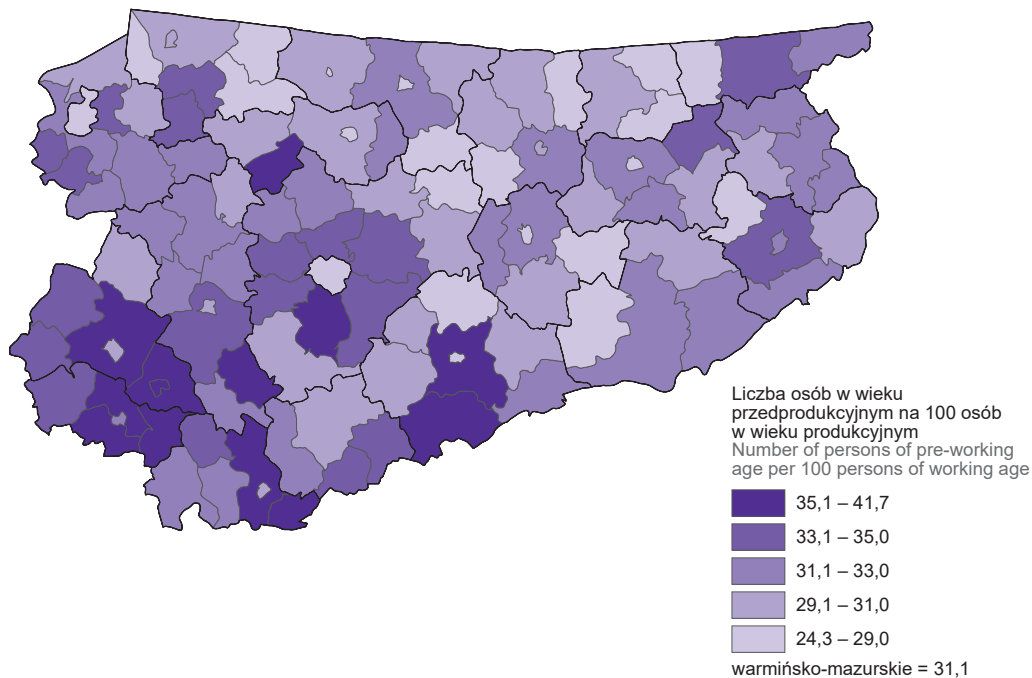 Liczba osób w wieku
przedprodukcyjnym na 100 osób
w wieku produkcyjnym
Number of persons of pre-working
age per 100 persons of working age
35,1 – 41,7
33,1 – 35,0
31,1 – 33,0
29,1 – 31,0
24,3 – 29,0
warmińsko-mazurskie = 31,1